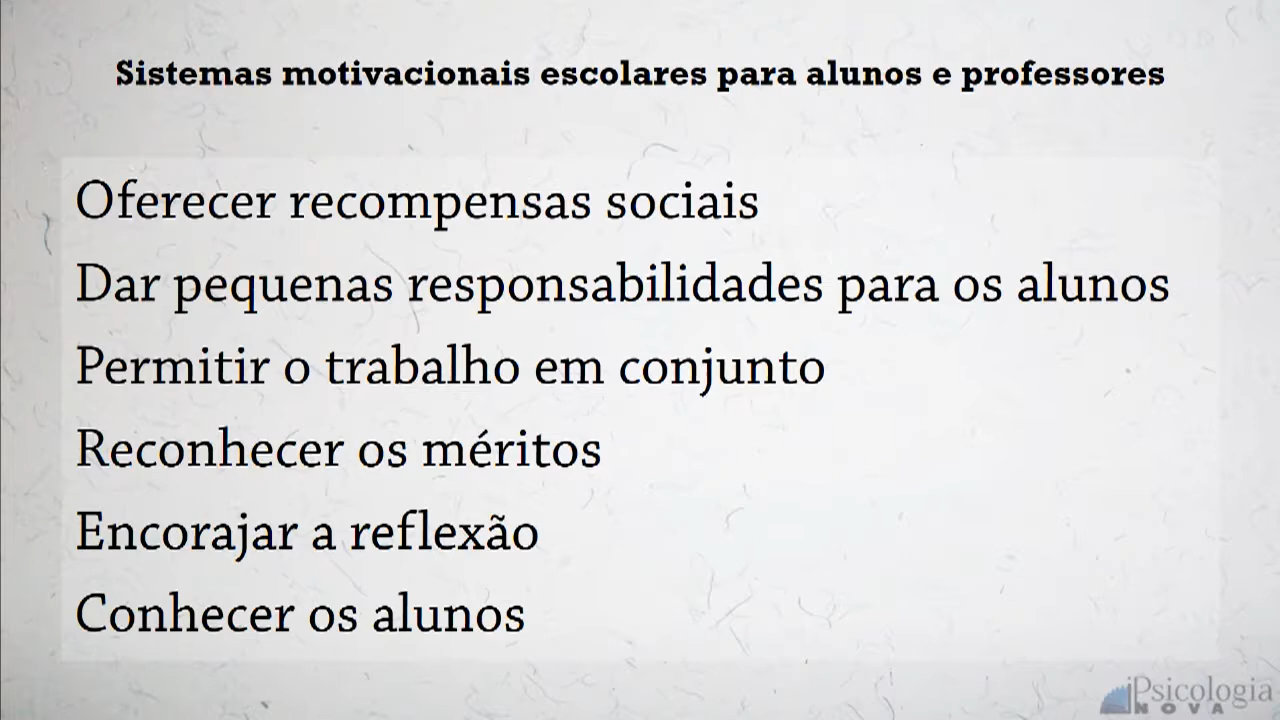 Sistemas motivacionais escolares para alunos e professores
Oferecer recompensas sociais
Dar pequenas responsabilidades para os alunos
Permitir o trabalho em conjunto
Reconhecer os méritos
Encorajar a reflexão
Conhecer os alunos
Psicologia
NOVA